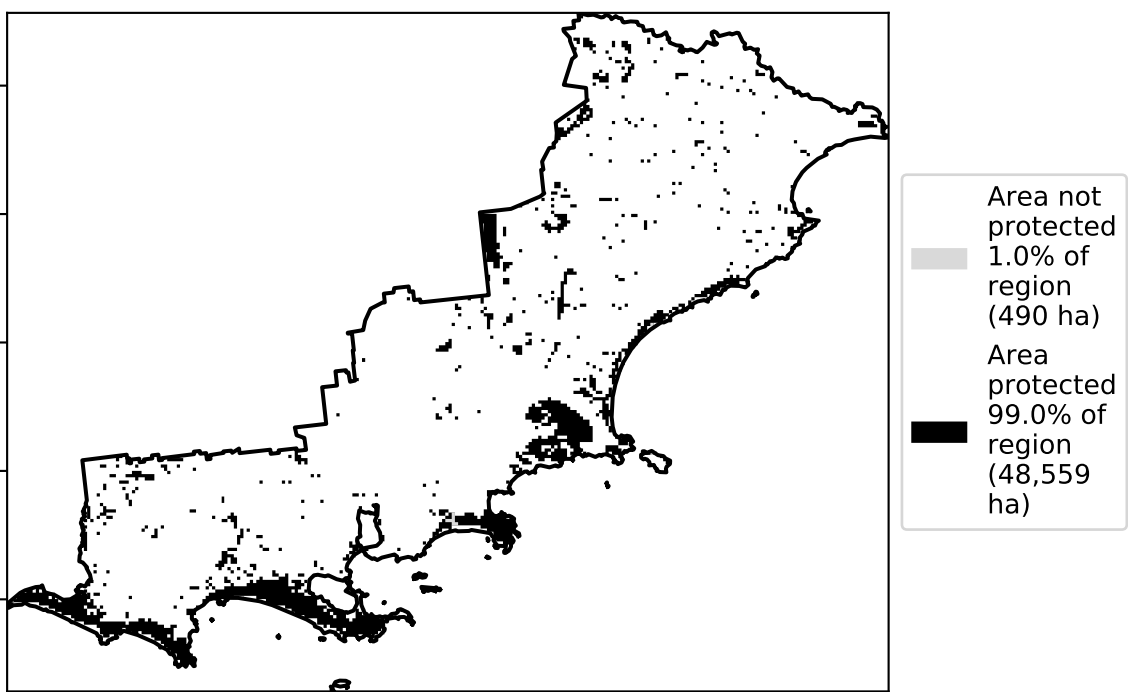 Area not
protected
1.0% of
region
(490 ha)
Area
protected
99.0% of
region
(48,559
ha)